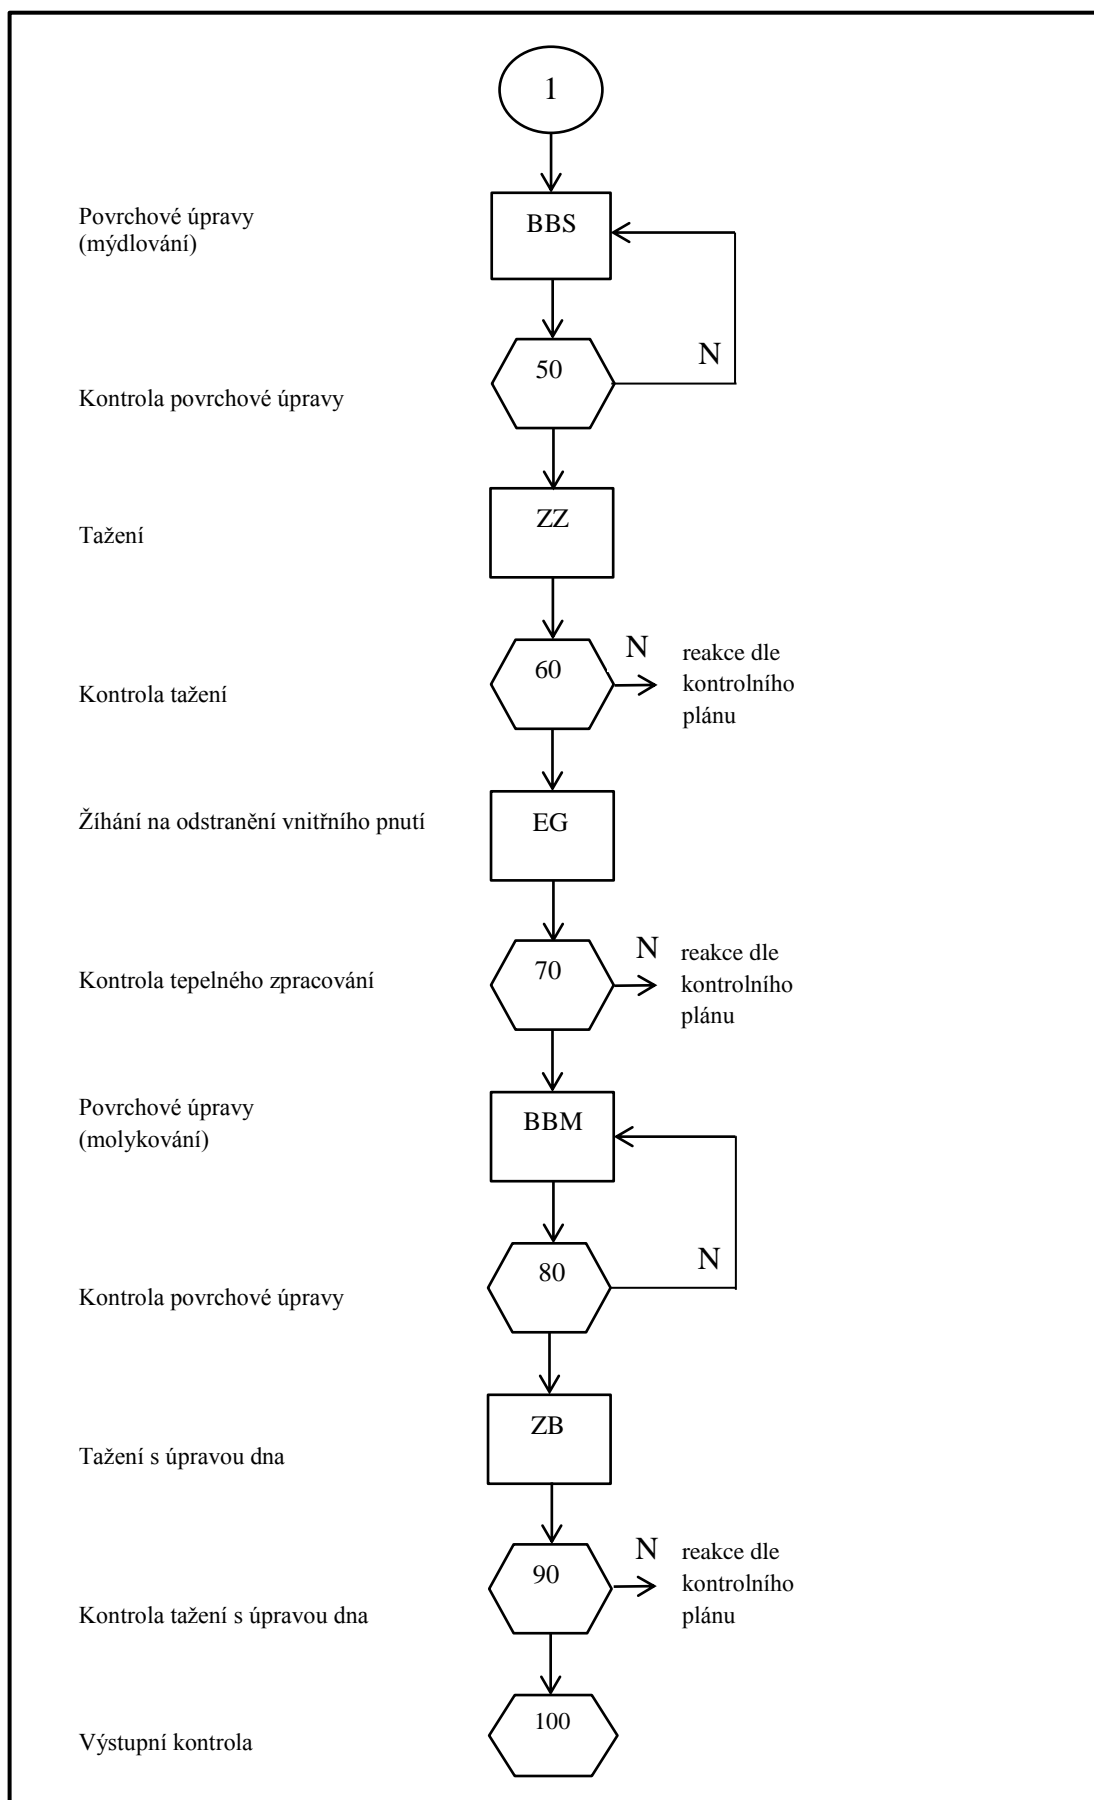 1
Povrchové úpravy
(mýdlování)
BBS
50
N
Kontrola povrchové úpravy
ZZ
Tažení
60
N
reakce dle
kontrolního
plánu
Kontrola tažení
Žíhání na odstranění vnitřního pnutí
EG
70
N
reakce dle
kontrolního
plánu
Kontrola tepelného zpracování
Povrchové úpravy
(molykování)
BBM
80
N
Kontrola povrchové úpravy
ZB
Tažení s úpravou dna
90
N
reakce dle
kontrolního
plánu
Kontrola tažení s úpravou dna
100
Výstupní kontrola